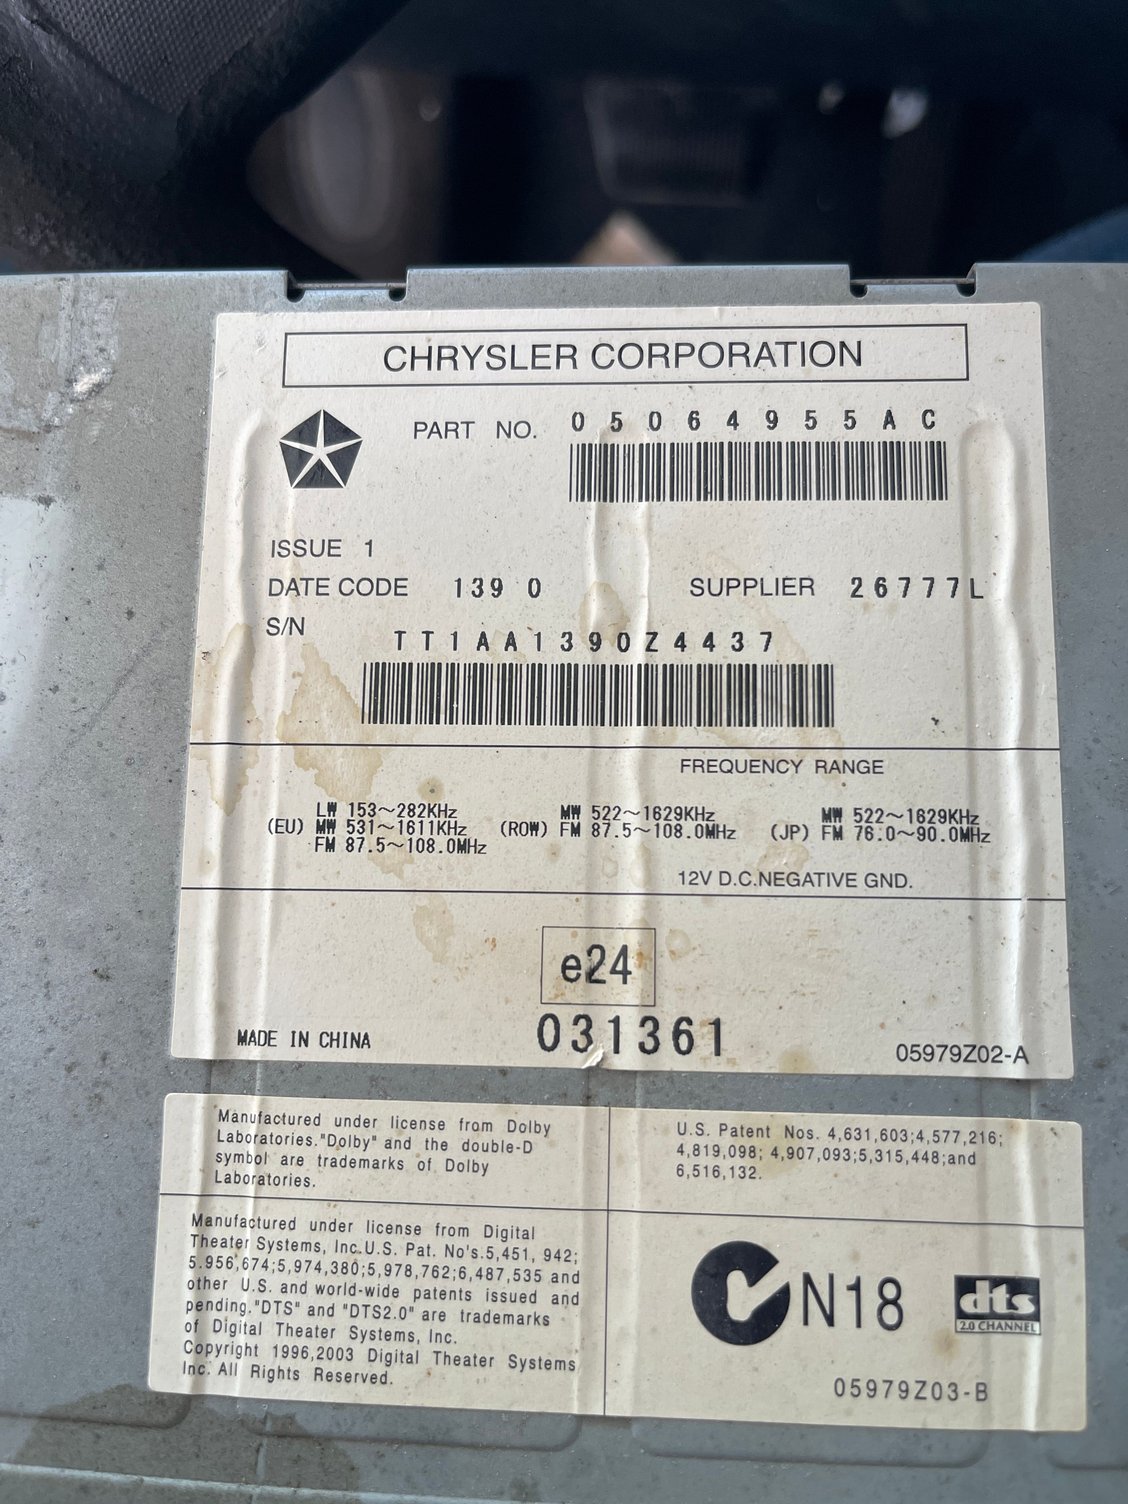 CHRYSLER CORPORATION
PART NO. 05064955AC
ISSUE 1
DATE CODE 139 0 SUPPLIER 26777L
S/N
TT1AA1390Z4437
FREQUENCY RANGE
LW 153~282KHz
(EU) MW 531~1611KHz
FM 87.5~108.0MHz
MW 522~1629KHz
(ROW) FM 87.5~108.0MHz
MW 522~1629KHz
(JP) FM 76.0~90.0MHz
12V D.C.NEGATIVE GND.
e24
031361
MADE IN CHINA
05979Z02-A
Manufactured under license from Dolby
Laboratories."Dolby" and the double-D
symbol are trademarks of Dolby
Laboratories.
U.S. Patent Nos. 4,631,603;4,577,216;
4,819,098; 4,907,093;5,315,448;and
6,516,132.
Manufactured under license from Digital
Theater Systems, Inc.U.S. Pat. No's.5,451, 942;
5.956,674;5,974,380;5,978,762;6,487,535 and
other U.S. and world-wide patents issued and
pending."DTS" and "DTS2.0" are trademarks
of Digital Theater Systems, Inc.
Copyright 1996,2003 Digital Theater Systems
Inc. All Rights Reserved.
N18
dts
2.0 CHANNEL
05979Z03-B